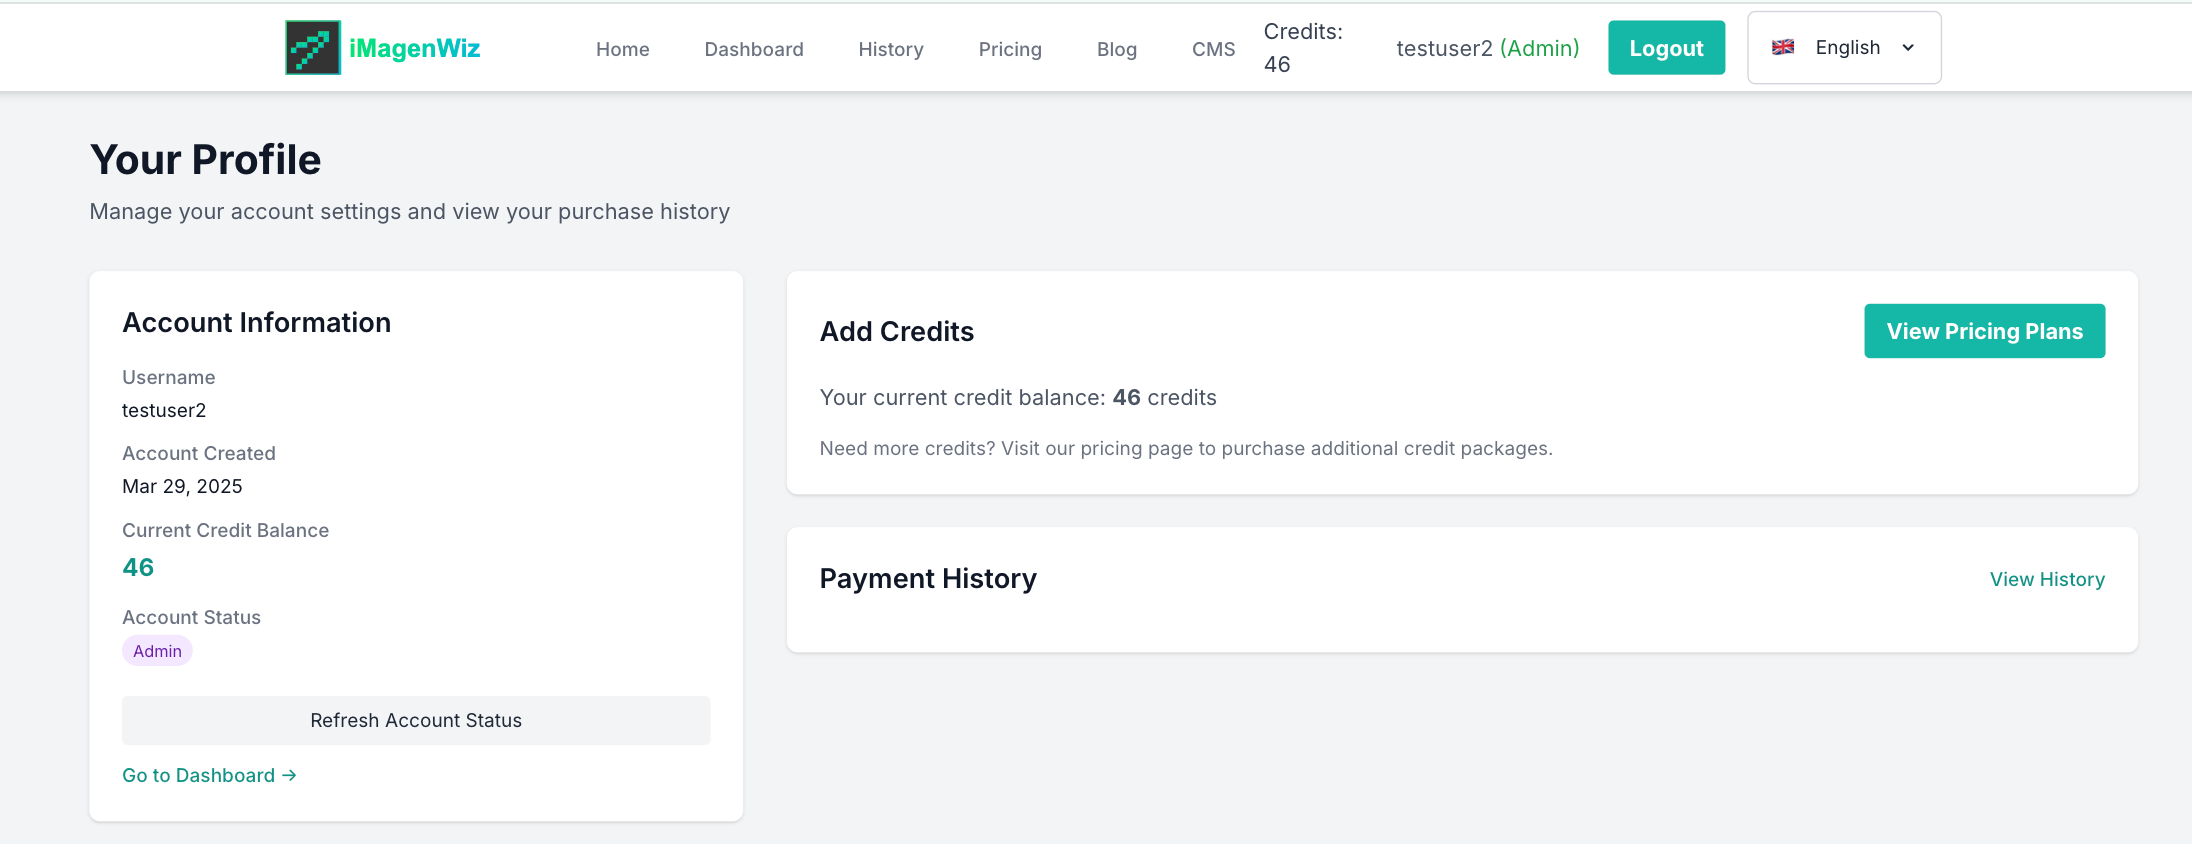 iMagenWiz
Home
Dashboard
History
Pricing
Blog
CMS
Credits:
46
testuser2 (Admin)
Logout
English
Your Profile
Manage your account settings and view your purchase history
Account Information
Username
testuser2
Account Created
Mar 29, 2025
Current Credit Balance
46
Account Status
Admin
Refresh Account Status
Go to Dashboard →
Add Credits
View Pricing Plans
Your current credit balance: 46 credits
Need more credits? Visit our pricing page to purchase additional credit packages.
Payment History
View History